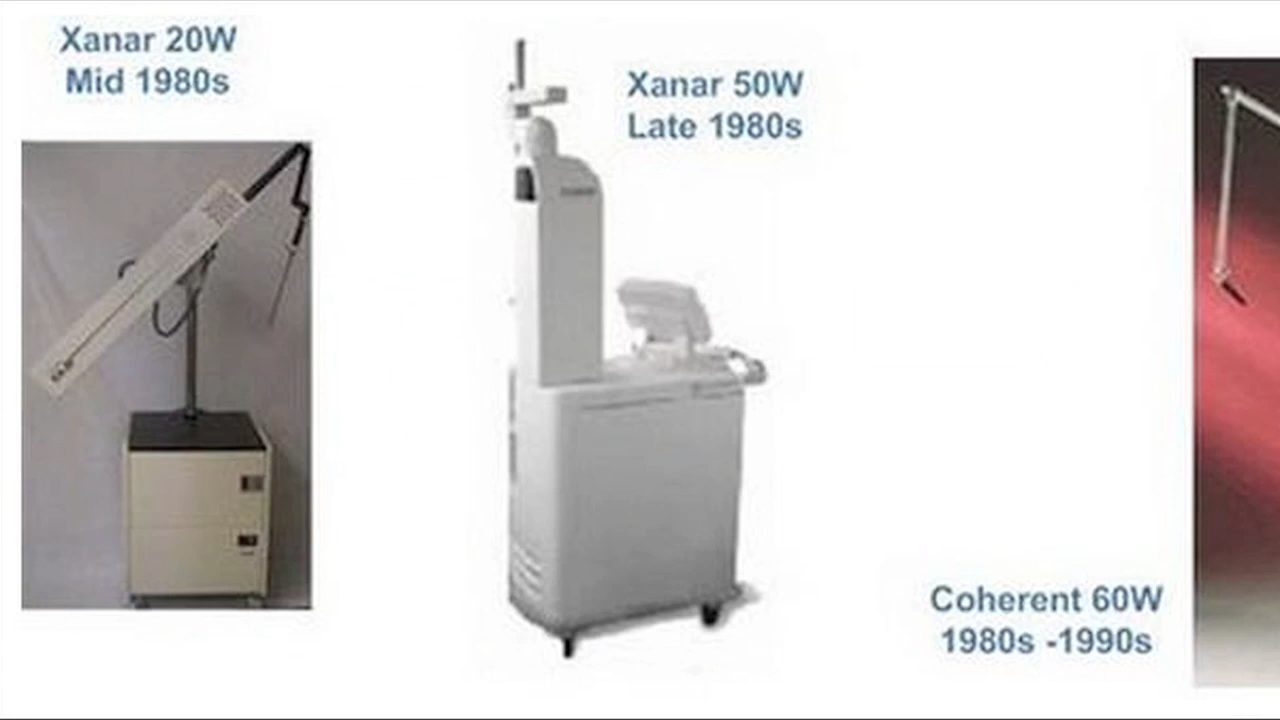 Xanar 20W
Mid 1980s
Xanar 50W
Late 1980s
Coherent 60W
1980s -1990s